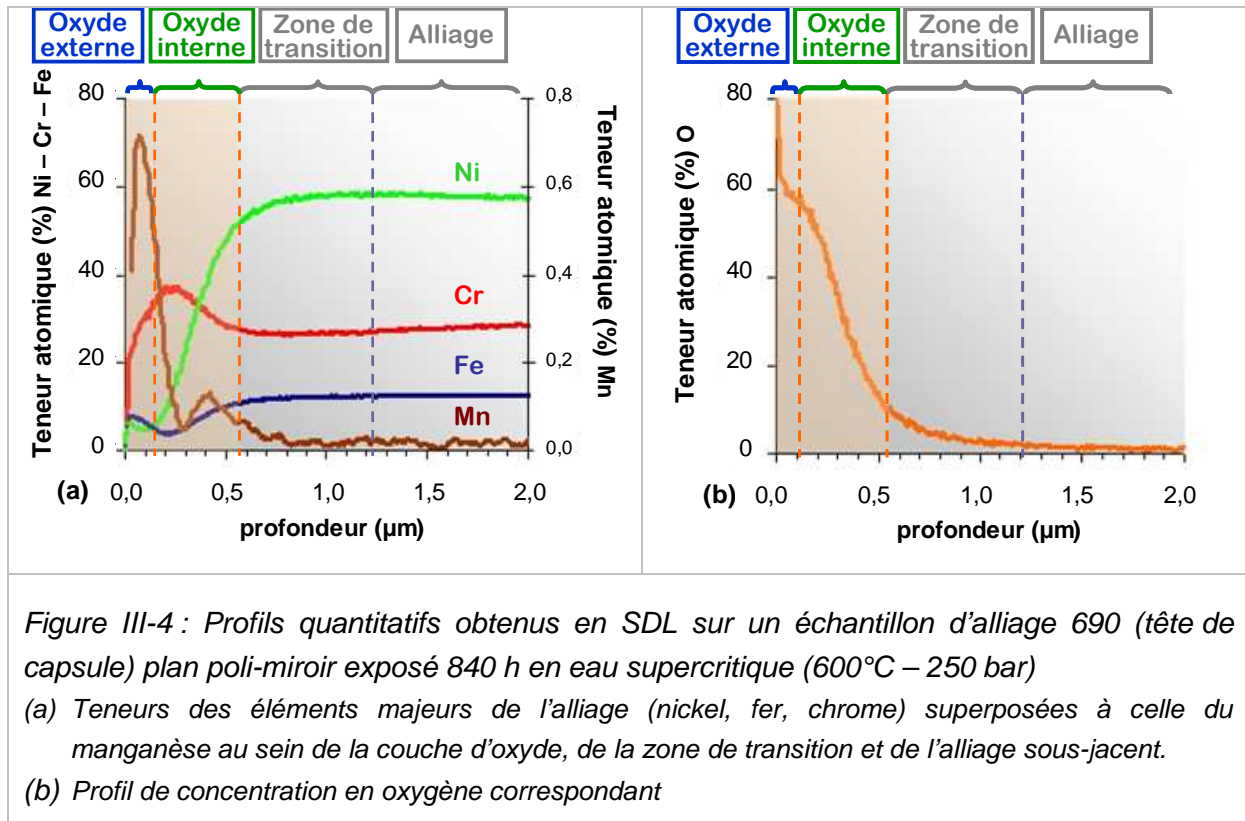 Oxyde externe
Oxyde interne
Zone de transition
Alliage
Teneur atomique (%) Ni – Cr – Fe
80
60
40
20
0
Ni
Cr
Fe
Mn
0,8
0,6
0,4
0,2
0,0
Teneur atomique (%) Mn
(a)
0,0 0,5 1,0 1,5 2,0
profondeur (µm)
Oxyde externe
Oxyde interne
Zone de transition
Alliage
Teneur atomique (%) O
80
60
40
20
0
(b)
0,0 0,5 1,0 1,5 2,0
profondeur (µm)
Figure III-4 : Profils quantitatifs obtenus en SDL sur un échantillon d'alliage 690 (tête de
capsule) plan poli-miroir exposé 840 h en eau supercritique (600°C – 250 bar)
(a) Teneurs des éléments majeurs de l'alliage (nickel, fer, chrome) superposées à celle du
manganèse au sein de la couche d'oxyde, de la zone de transition et de l'alliage sous-jacent.
(b) Profil de concentration en oxygène correspondant